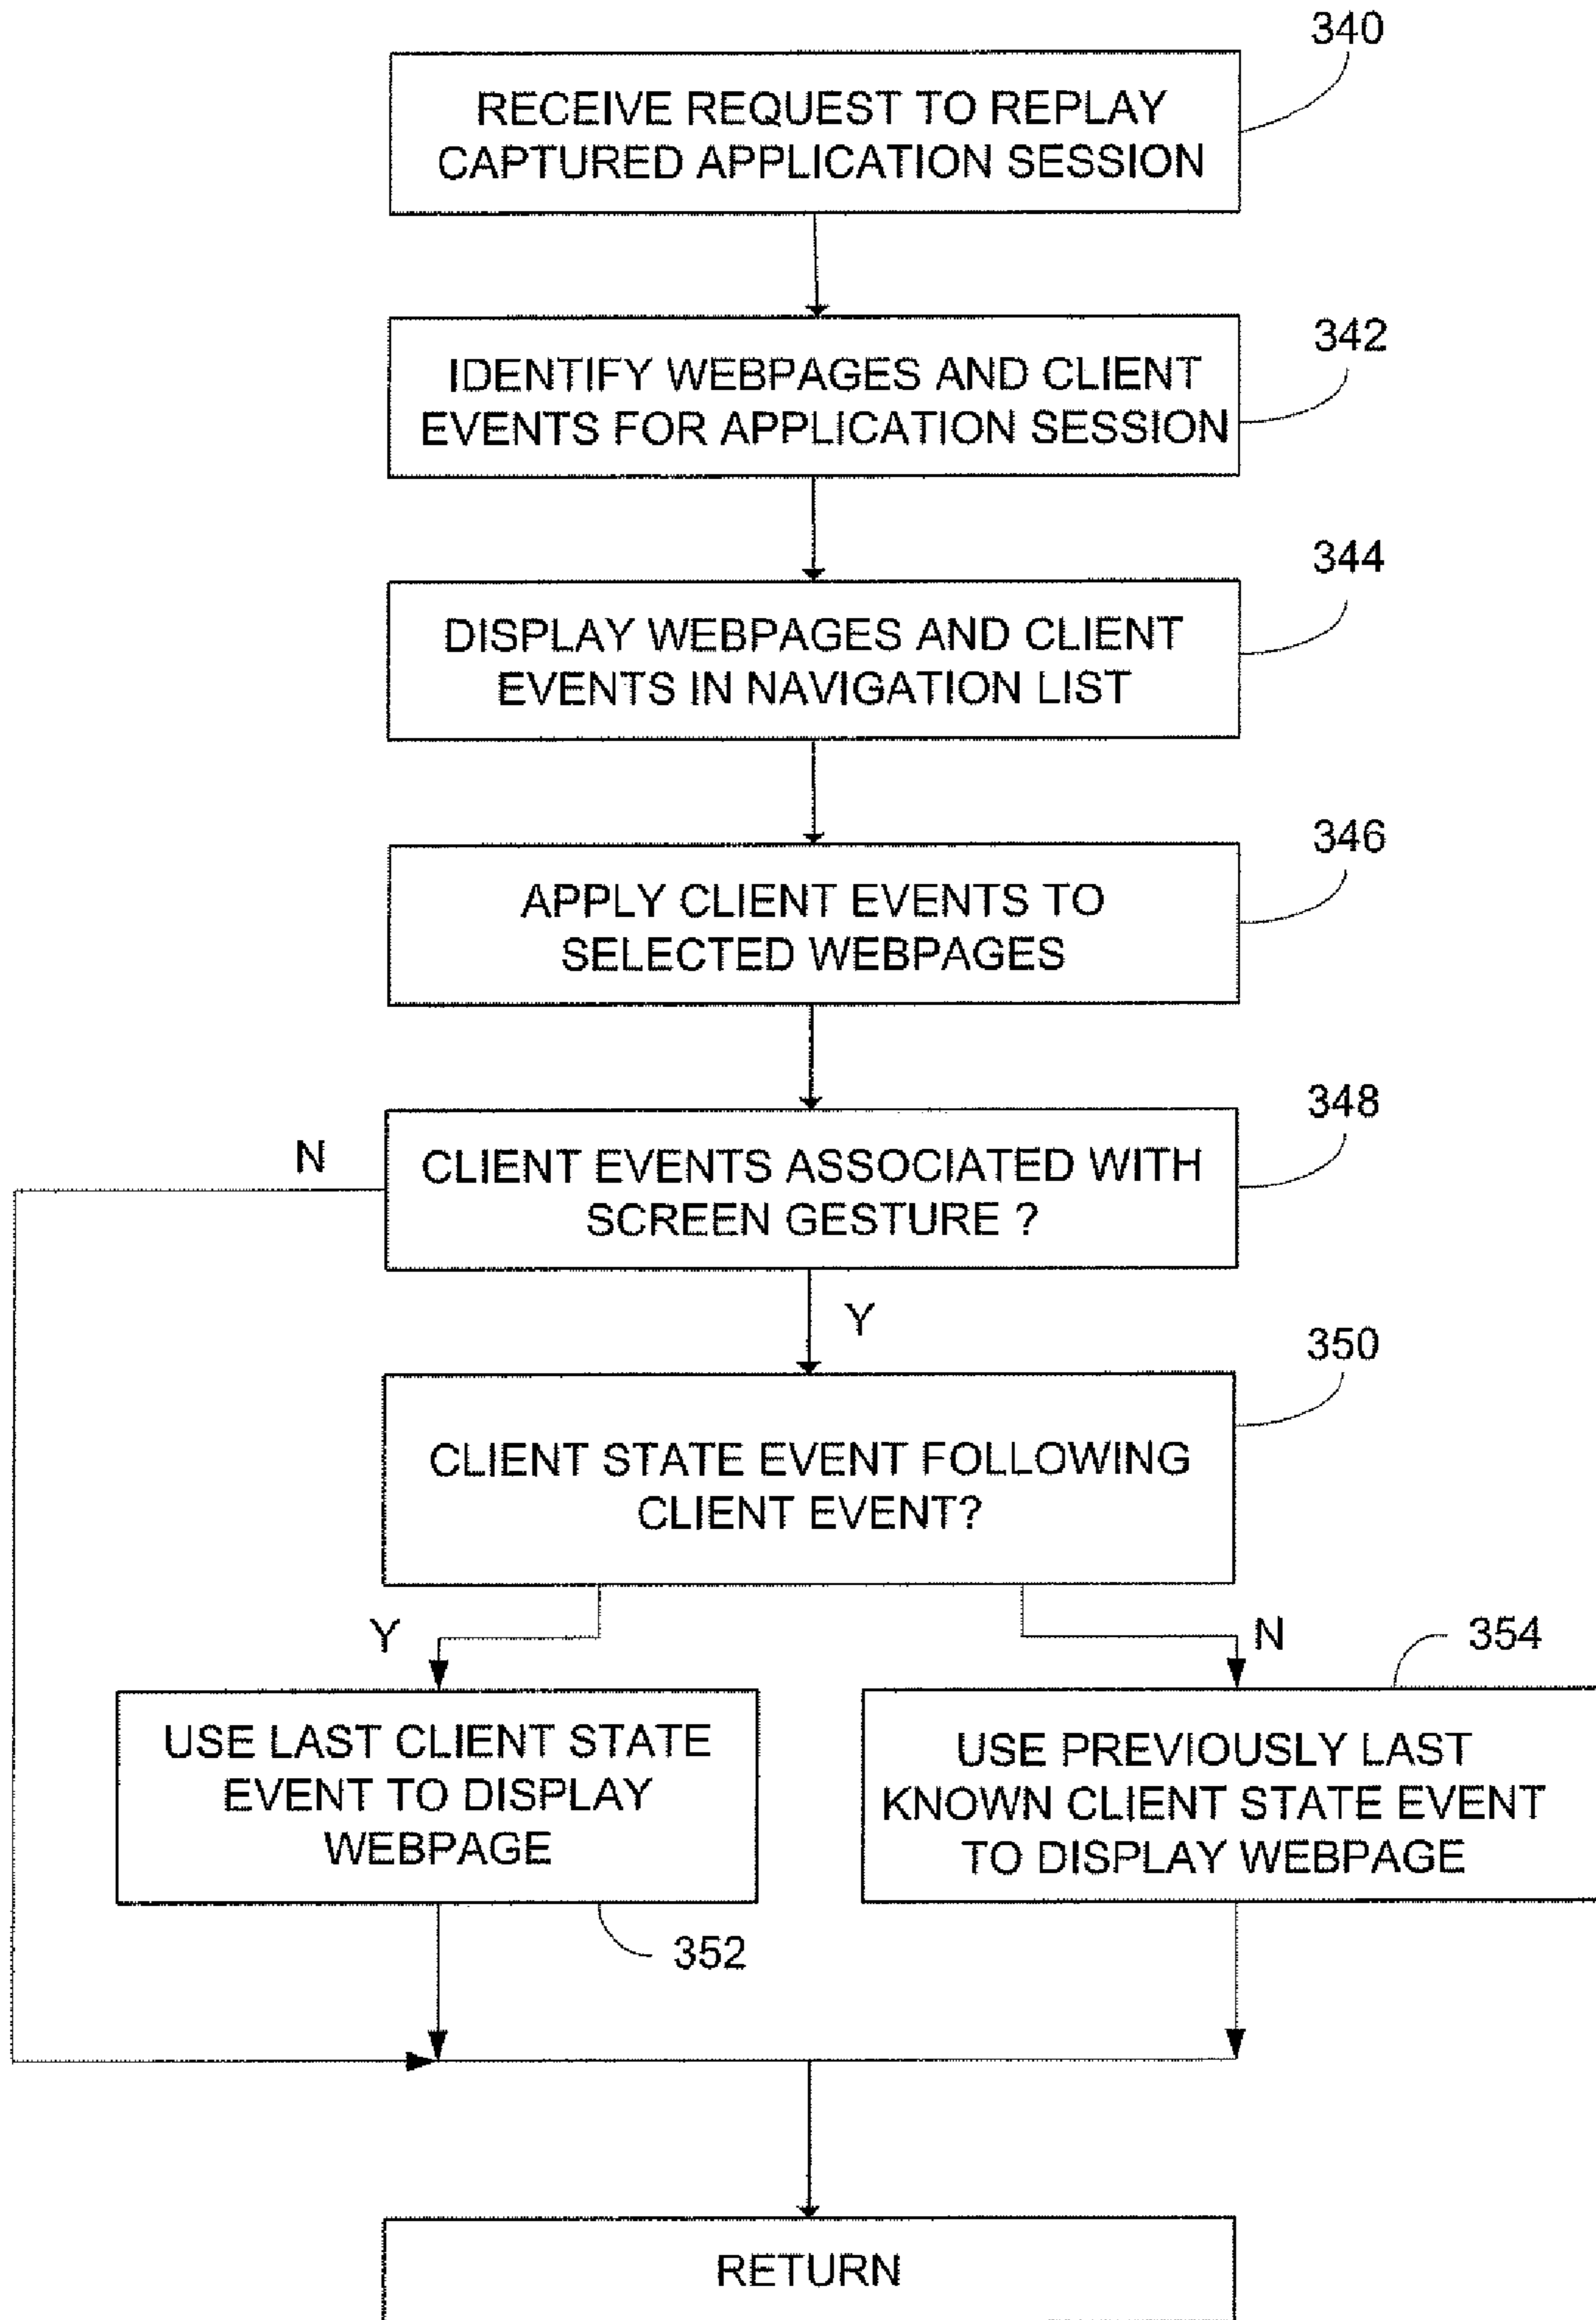 340
RECEIVE REQUEST TO REPLAY
CAPTURED APPLICATION SESSION
342
IDENTIFY WEBPAGES AND CLIENT
EVENTS FOR APPLICATION SESSION
344
DISPLAY WEBPAGES AND CLIENT
EVENTS IN NAVIGATION LIST
346
APPLY CLIENT EVENTS TO
SELECTED WEBPAGES
348
N
CLIENT EVENTS ASSOCIATED WITH
SCREEN GESTURE ?
Y
350
CLIENT STATE EVENT FOLLOWING
CLIENT EVENT?
Y
N
354
USE LAST CLIENT STATE
EVENT TO DISPLAY
WEBPAGE
352
USE PREVIOUSLY LAST
KNOWN CLIENT STATE EVENT
TO DISPLAY WEBPAGE
RETURN